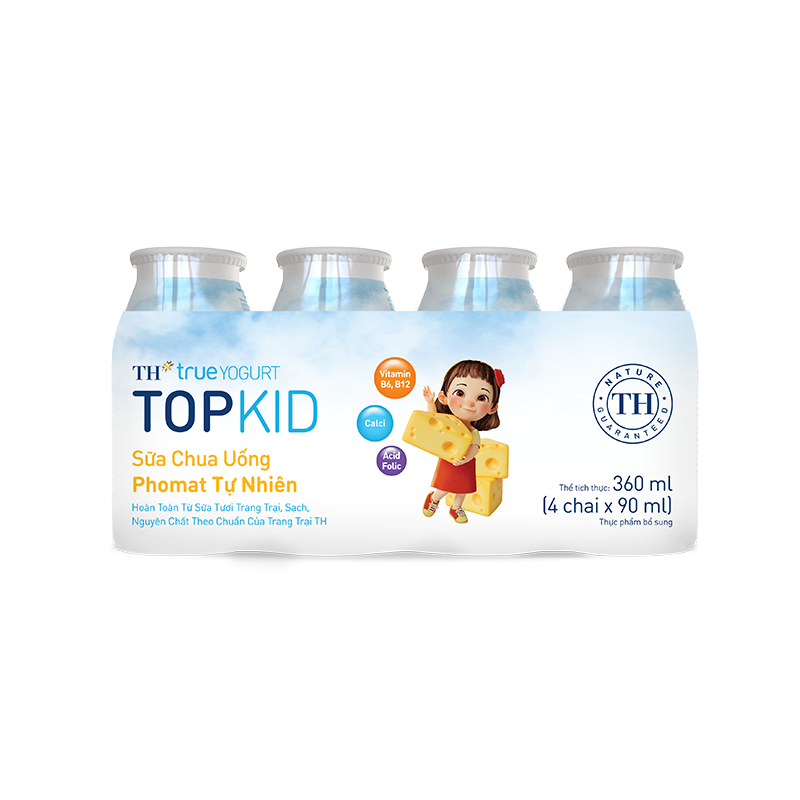 TH true YOGURT
TOPKID
Sữa Chua Uống
Phomat Tự Nhiên
Hoàn Toàn Từ Sữa Tươi Trang Trại, Sạch,
Nguyên Chất Theo Chuẩn Của Trang Trại TH
Vitamin
B6, B12
Calci
Acid
Folic
NATURE
TH
GUARANTEED
Thể tích thực: 360 ml
(4 chai x 90 ml)
Thực phẩm bổ sung